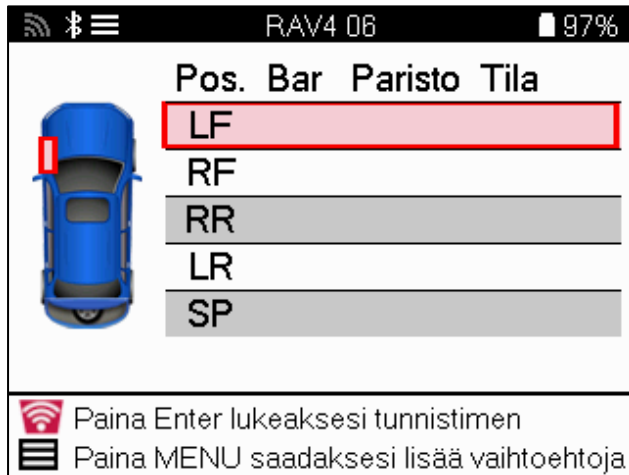 RAV4 06 97%
Pos. Bar Paristo Tila
LF
RF
RR
LR
SP
Paina Enter lukeaksesi tunnistimen
Paina MENU saadaksesi lisää vaihtoehtoja